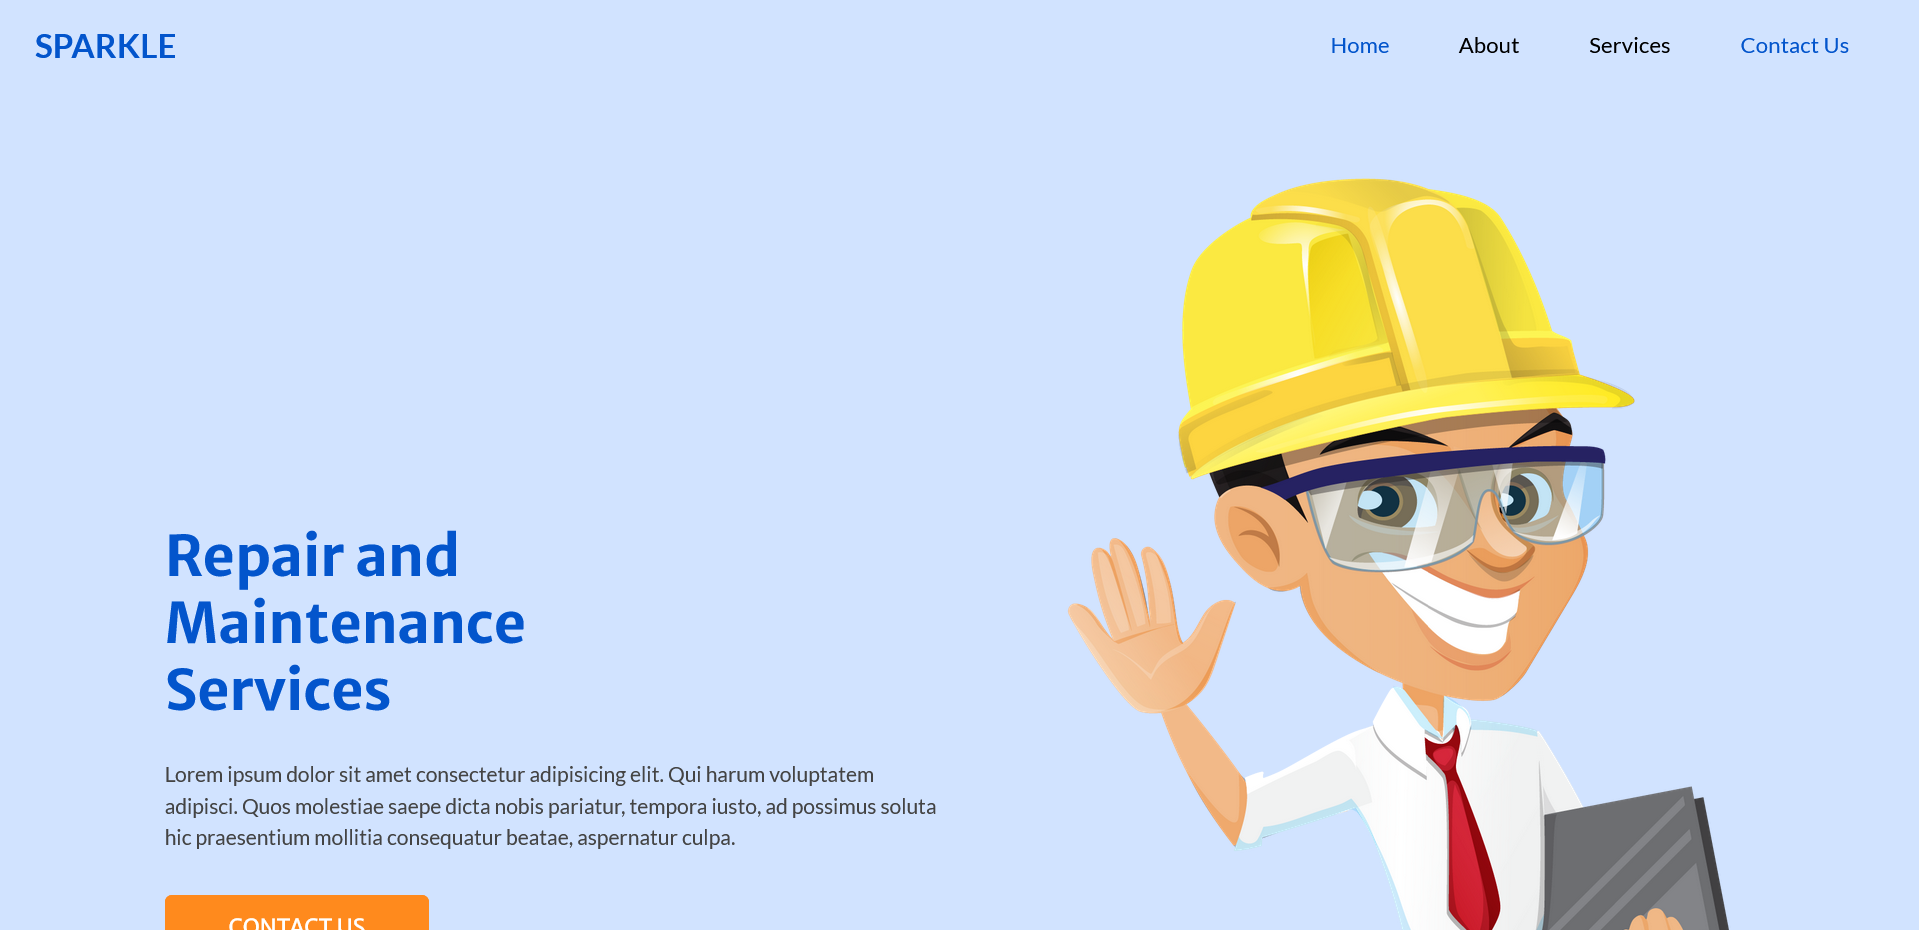 SPARKLE
Home About Services Contact Us
Repair and
Maintenance
Services
Lorem ipsum dolor sit amet consectetur adipisicing elit. Qui harum voluptatem
adipisci. Quos molestiae saepe dicta nobis pariatur, tempora iusto, ad possimus soluta
hic praesentium mollitia consequatur beatae, aspernatur culpa.
CONTACT US